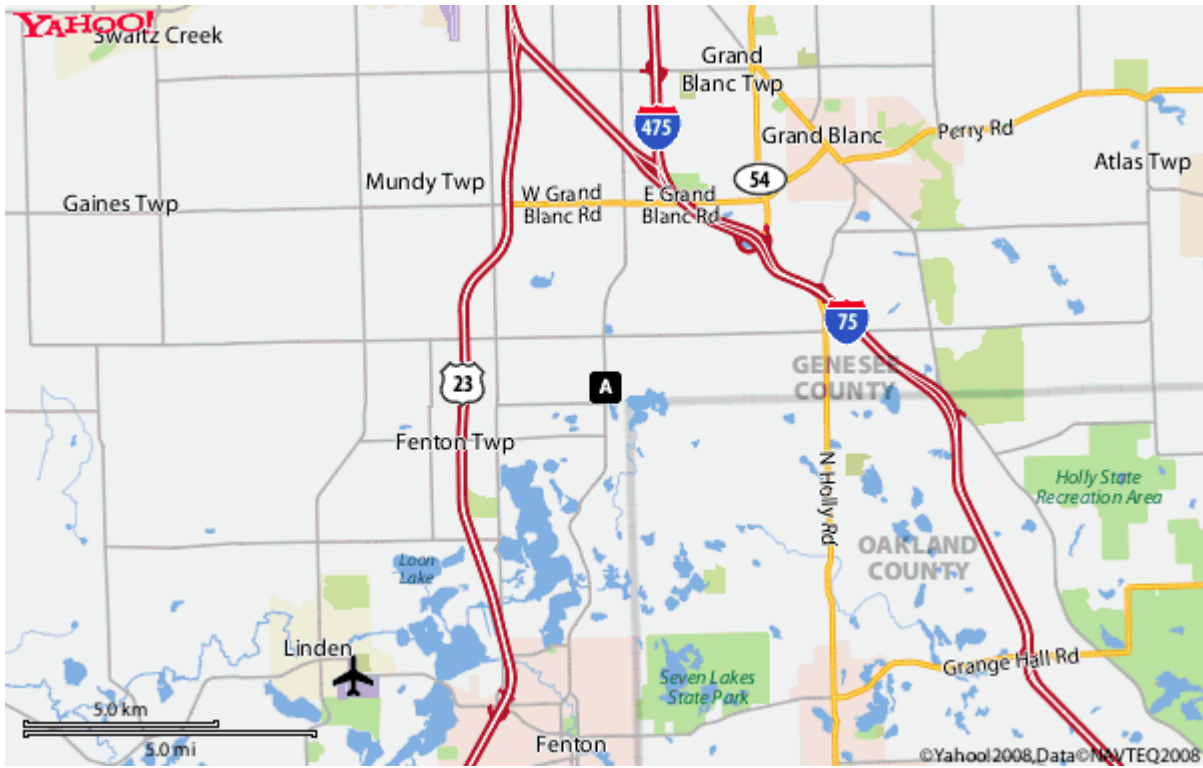 YAHOO!
Swartz Creek
Grand
Blanc Twp
475
Grand Blanc
Perry Rd
Atlas Twp
54
Mundy Twp
W Grand
Blanc Rd
E Grand
Blanc Rd
Gaines Twp
75
GENESEE
COUNTY
23
A
Fenton Twp
N Holly Rd
Holly State
Recreation Area
OAKLAND
COUNTY
Loon
Lake
Linden
Grange Hall Rd
Seven Lakes
State Park
5.0 km
5.0 mi
Fenton
©Yahoo!2008,Data©NAVTEQ2008